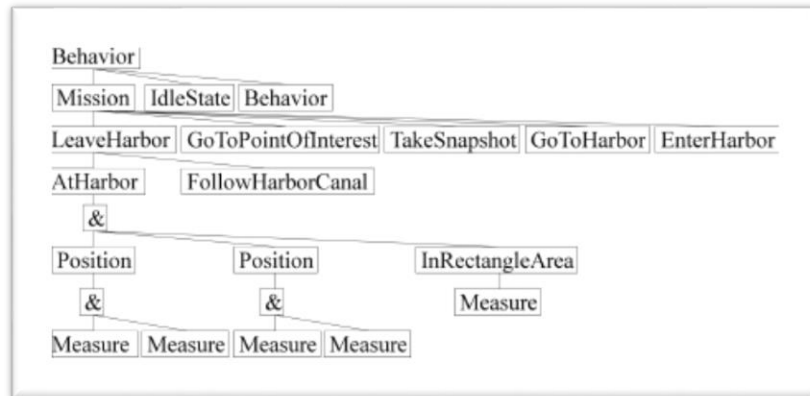 Behavior
Mission IdleState Behavior
LeaveHarbor GoToPointOfInterest TakeSnapshot GoToHarbor EnterHarbor
AtHarbor FollowHarborCanal
&
Position Position InRectangleArea
& & Measure
Measure Measure Measure Measure